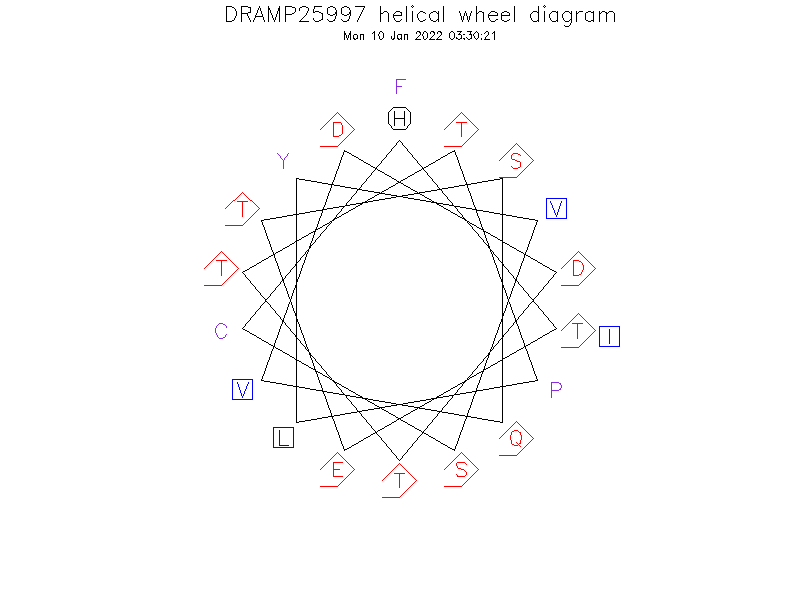 DRAMP25997 helical wheel diagram
Mon 10 Jan 2022 03:30:21
F
H
D T
Y S
T V
T D
C T I
V P
L Q
E T S